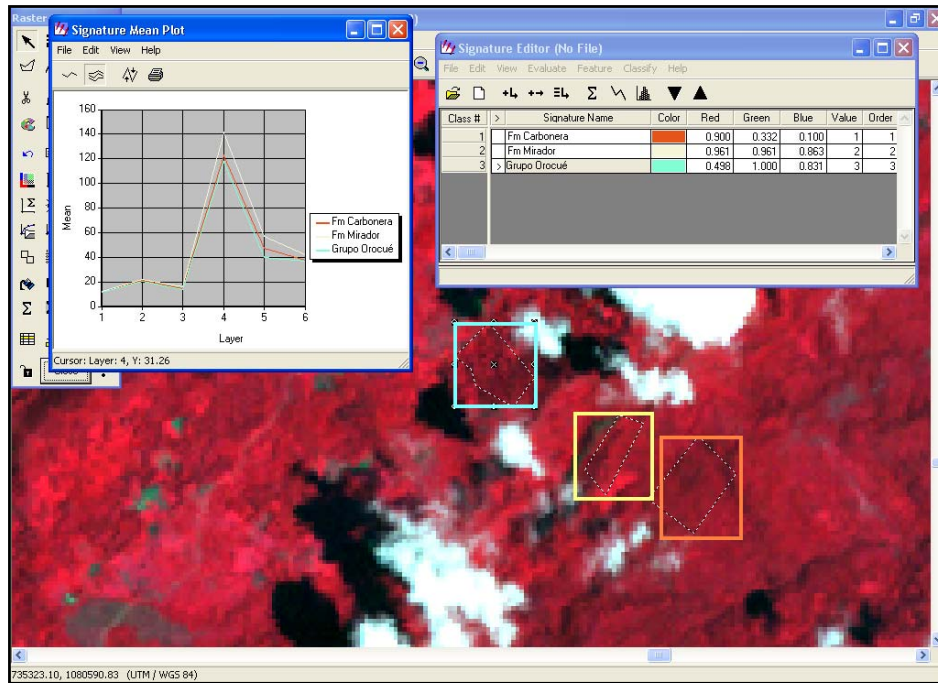 Raster
Signature Mean Plot
File Edit View Help
160
140
120
100
80
60
40
20
0
Mean
1 2 3 4 5 6
Layer
Fm Carbonera
Fm Mirador
Grupo Orocué
Cursor: Layer: 4, Y: 31.26
Signature Editor (No File)
File Edit View Evaluate Feature Classify Help
Class # > Signature Name Color Red Green Blue Value Order
1 Fm Carbonera 0.900 0.332 0.100 1 1
2 Fm Mirador 0.961 0.961 0.863 2 2
3 > Grupo Orocué 0.498 1.000 0.831 3 3
735323.10, 1080590.83 (UTM / WGS 84)